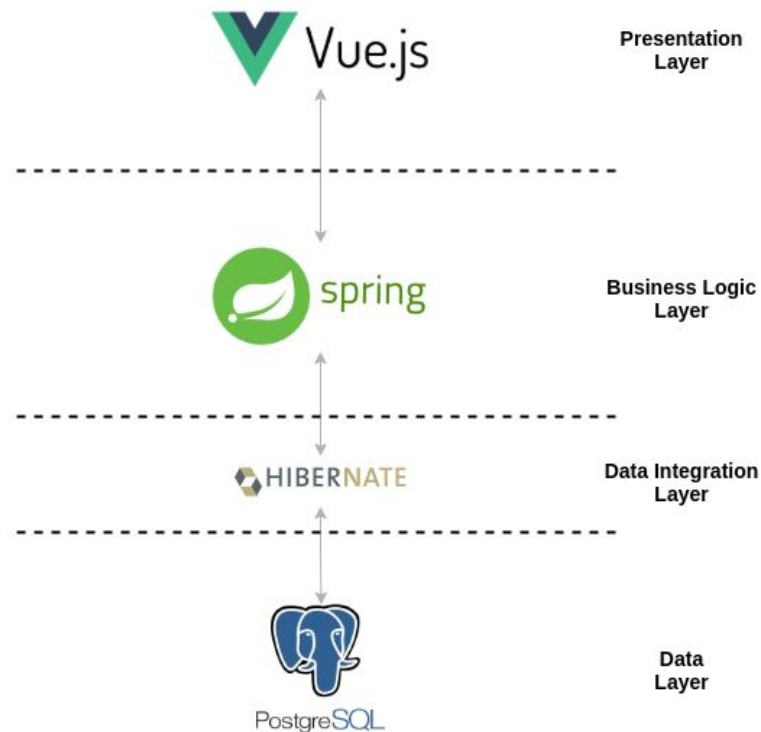 Vue.js
Presentation
Layer
spring
Business Logic
Layer
HIBERNATE
Data Integration
Layer
PostgreSQL
Data
Layer